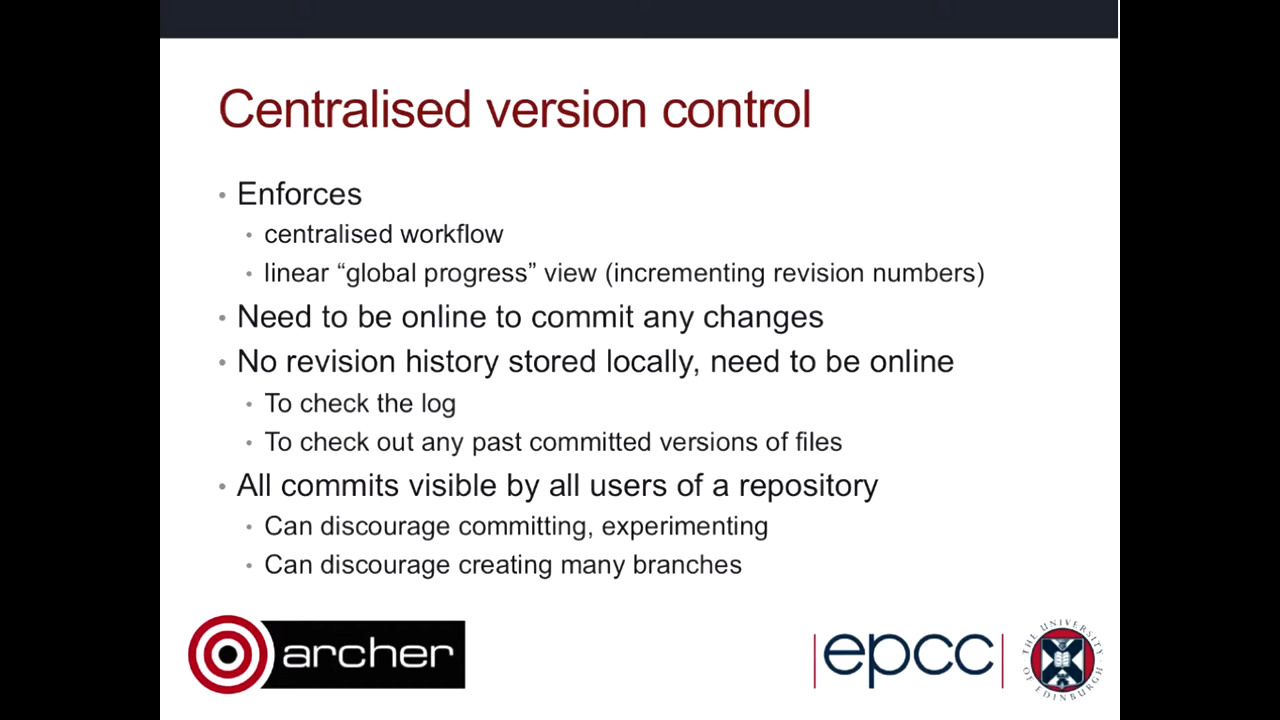 Centralised version control
• Enforces
• centralised workflow
• linear “global progress” view (incrementing revision numbers)
• Need to be online to commit any changes
• No revision history stored locally, need to be online
• To check the log
• To check out any past committed versions of files
• All commits visible by all users of a repository
• Can discourage committing, experimenting
• Can discourage creating many branches
archer
epcc
THE UNIVERSITY OF EDINBURGH